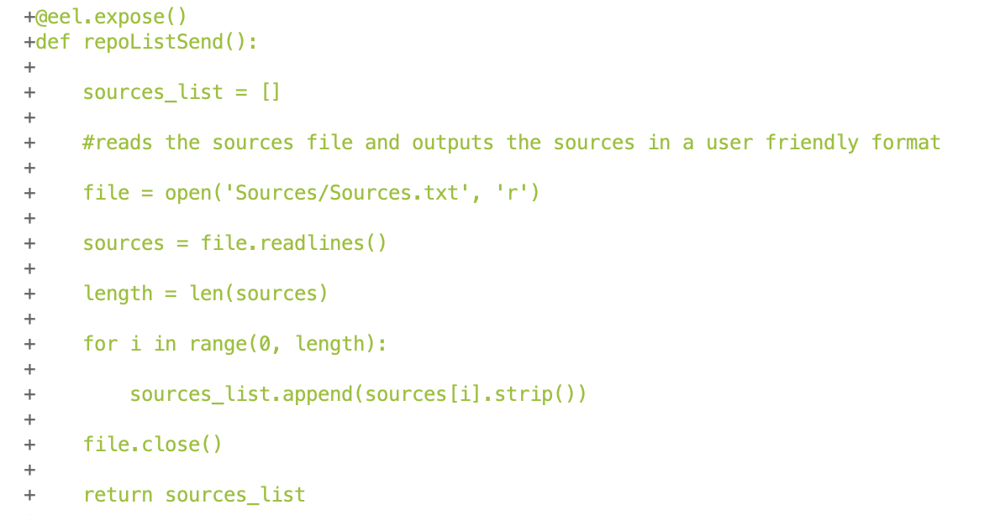 +@eel.expose()
+def repoListSend():
+
+    sources_list = []
+
+    #reads the sources file and outputs the sources in a user friendly format
+
+    file = open('Sources/Sources.txt', 'r')
+
+    sources = file.readlines()
+
+    length = len(sources)
+
+    for i in range(0, length):
+
+        sources_list.append(sources[i].strip())
+
+    file.close()
+
+    return sources_list